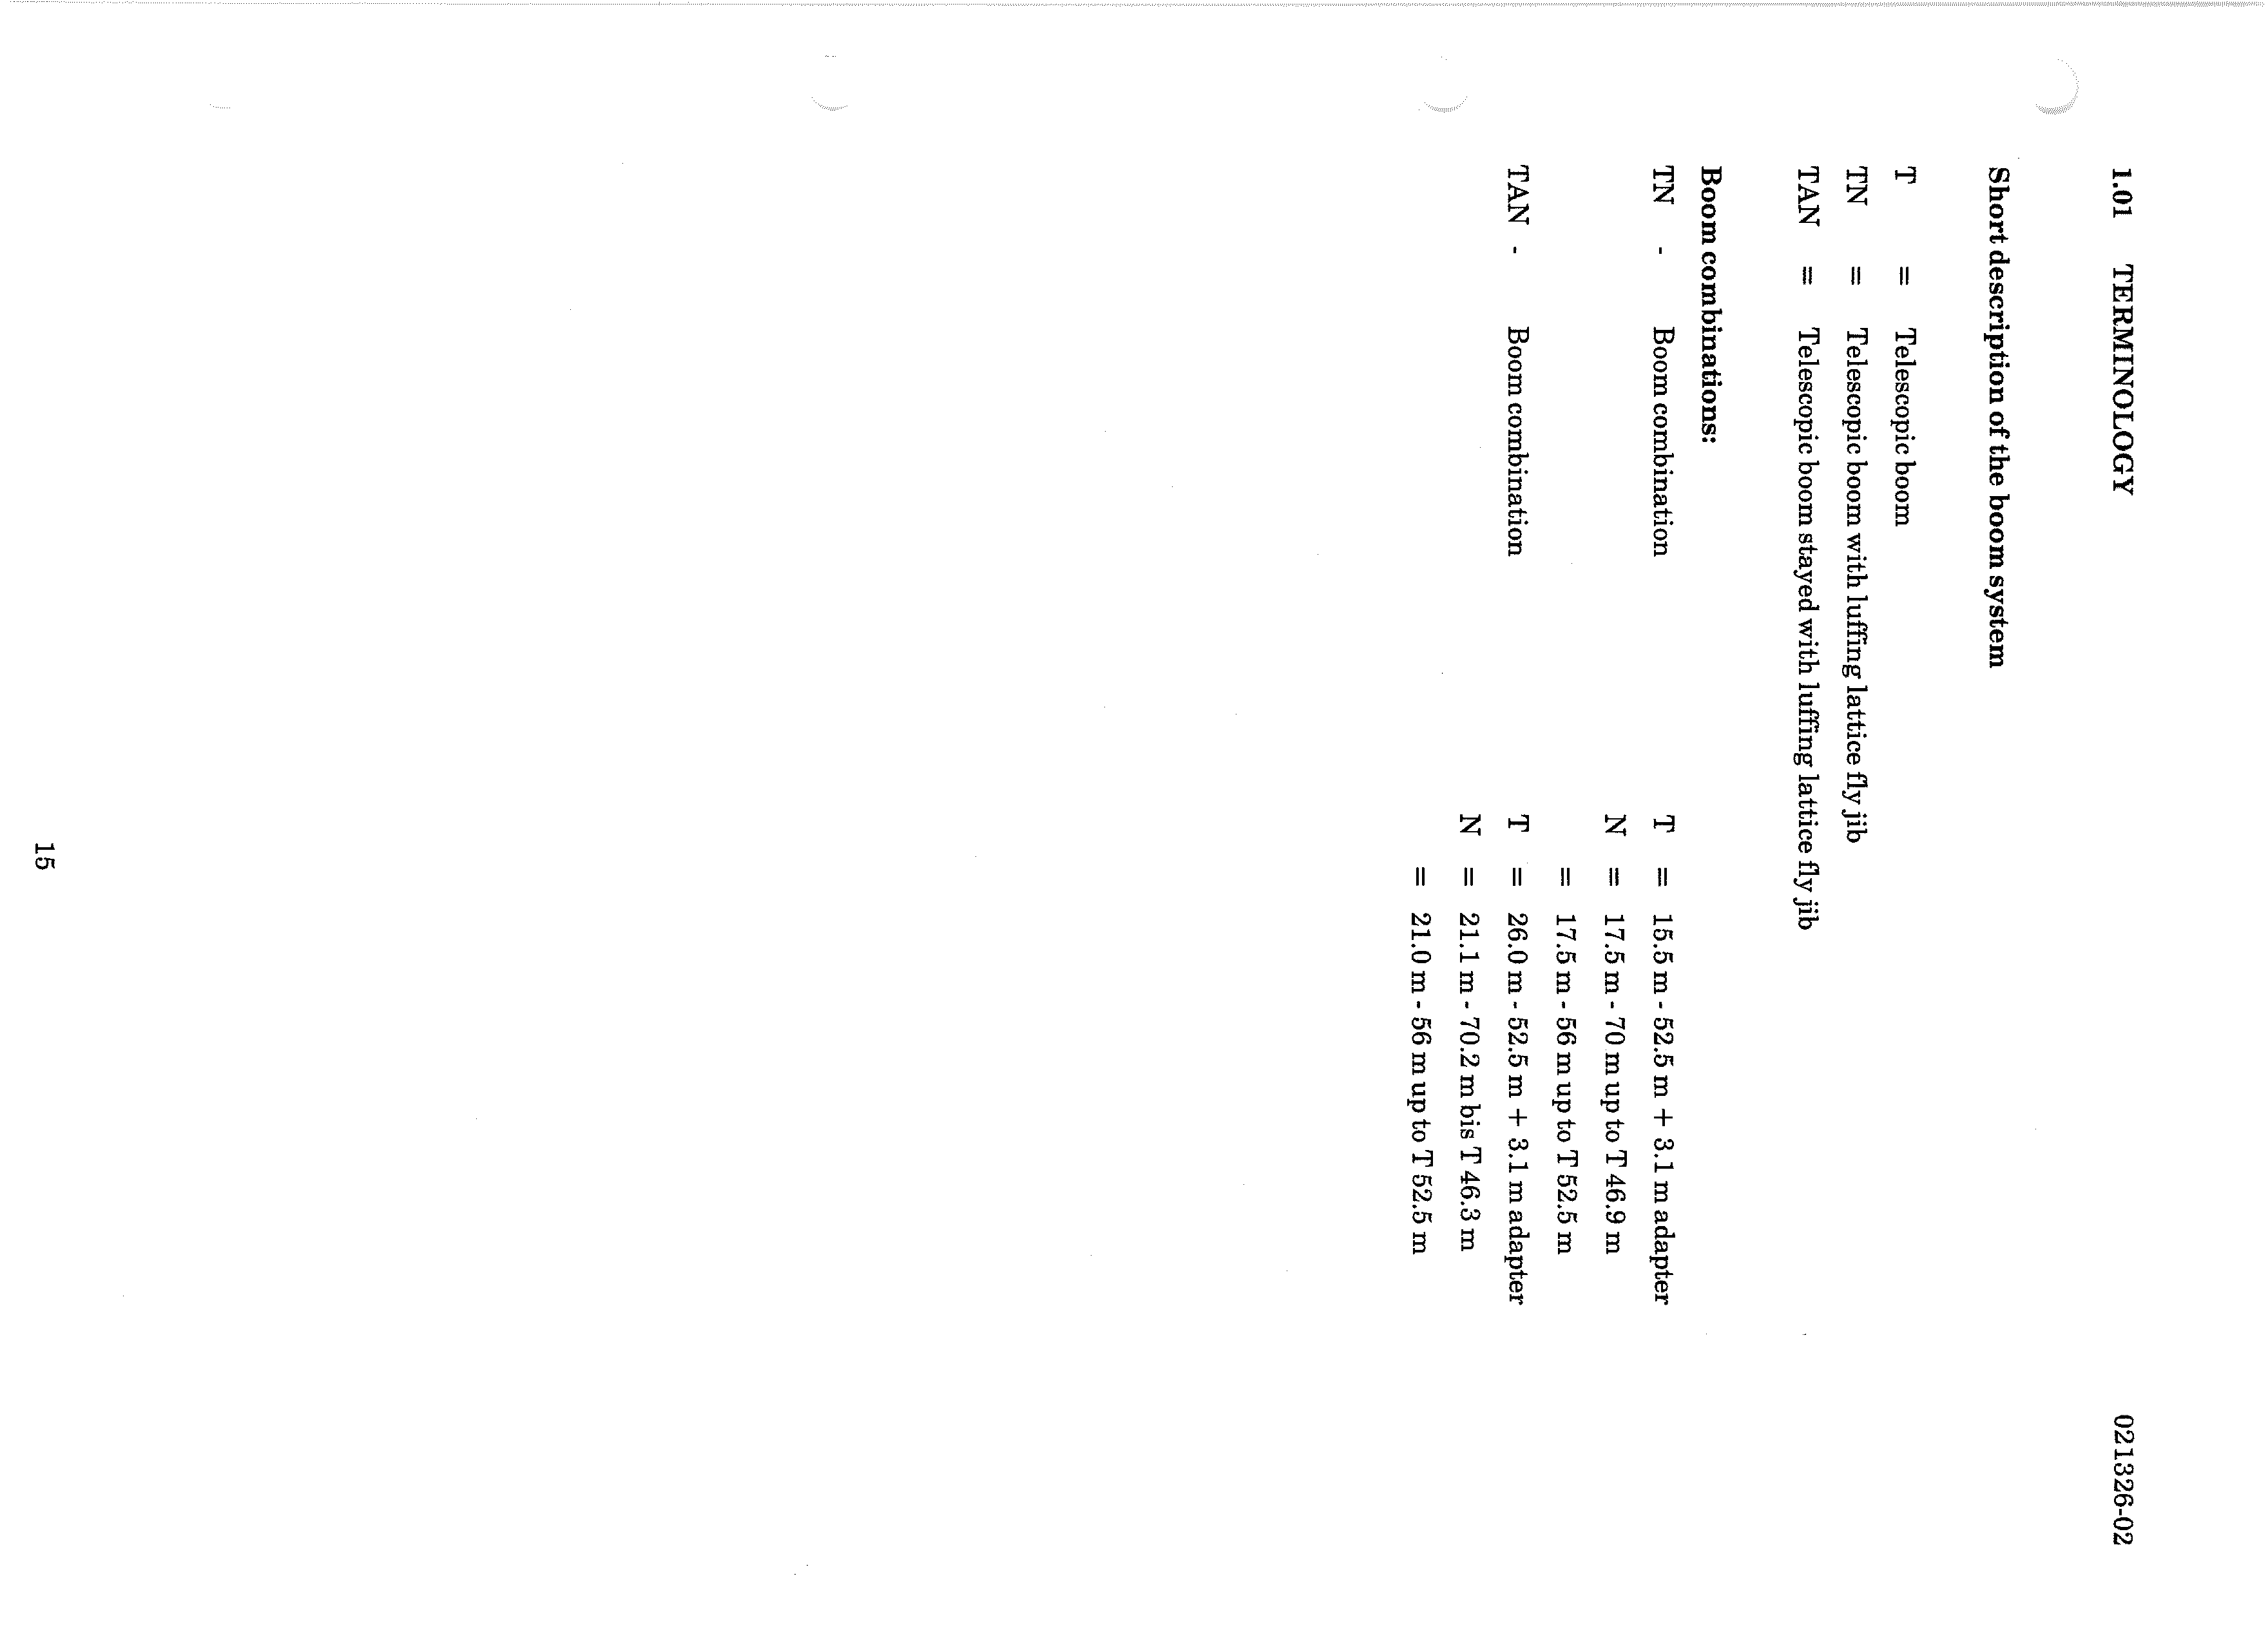 1.01 TERMINOLOGY 021326-02
Short description of the boom system
T = Telescopic boom
TN = Telescopic boom with luffing lattice fly jib
TAN = Telescopic boom stayed with luffing lattice fly jib
Boom combinations:
TN - Boom combination T = 15.5 m - 52.5 m + 3.1 m adapter
N = 17.5 m - 70 m up to T 46.9 m
= 17.5 m - 56 m up to T 52.5 m
TAN - Boom combination T = 26.0 m - 52.5 m + 3.1 m adapter
N = 21.1 m - 70.2 m bis T 46.3 m
= 21.0 m - 56 m up to T 52.5 m
15